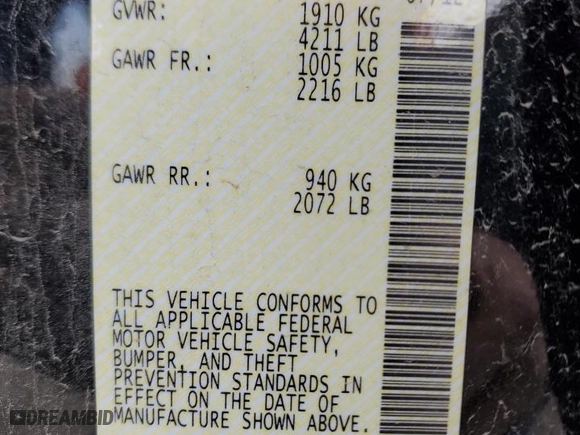 GVWR: 1910 KG
4211 LB
GAWR FR.: 1005 KG
2216 LB
GAWR RR.: 940 KG
2072 LB
THIS VEHICLE CONFORMS TO
ALL APPLICABLE FEDERAL
MOTOR VEHICLE SAFETY,
BUMPER, AND THEFT
PREVENTION STANDARDS IN
EFFECT ON THE DATE OF
MANUFACTURE SHOWN ABOVE.
DREAMBID